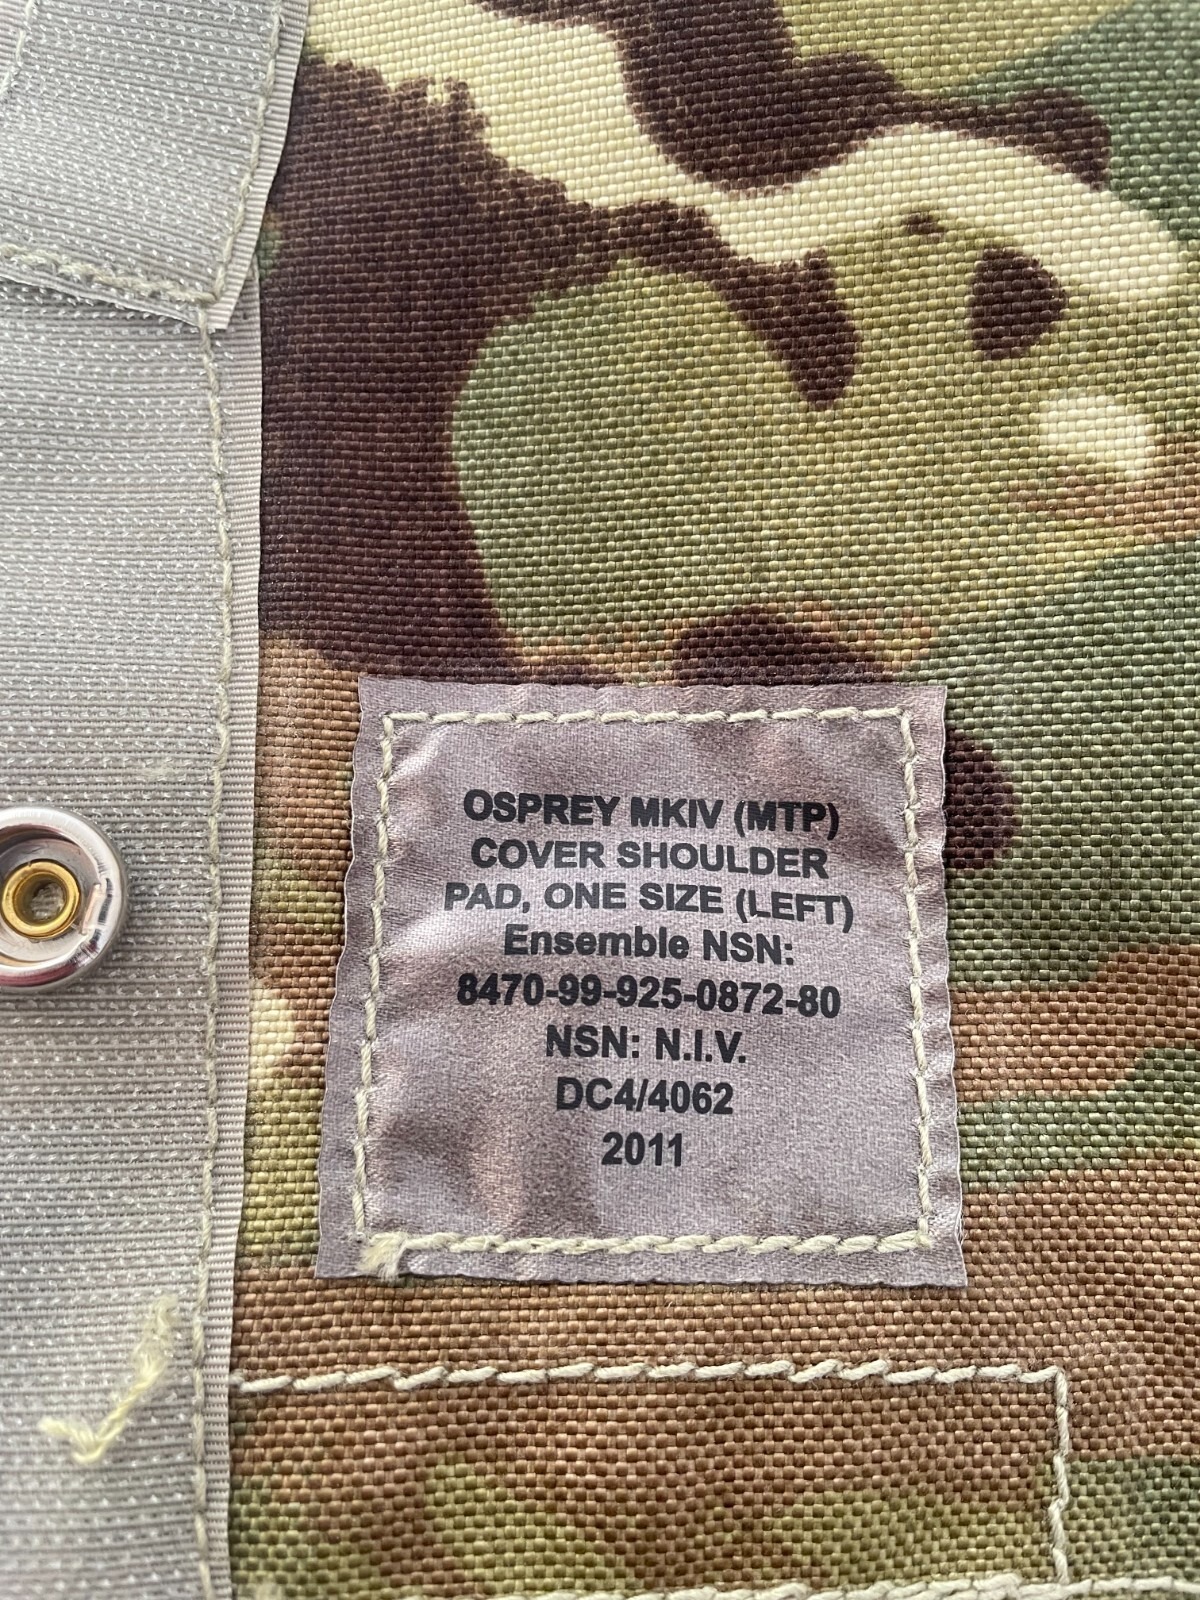 OSPREY MKIV (MTP)
COVER SHOULDER
PAD, ONE SIZE (LEFT)
Ensemble NSN:
8470-99-925-0872-80
NSN: N.I.V.
DC4/4062
2011